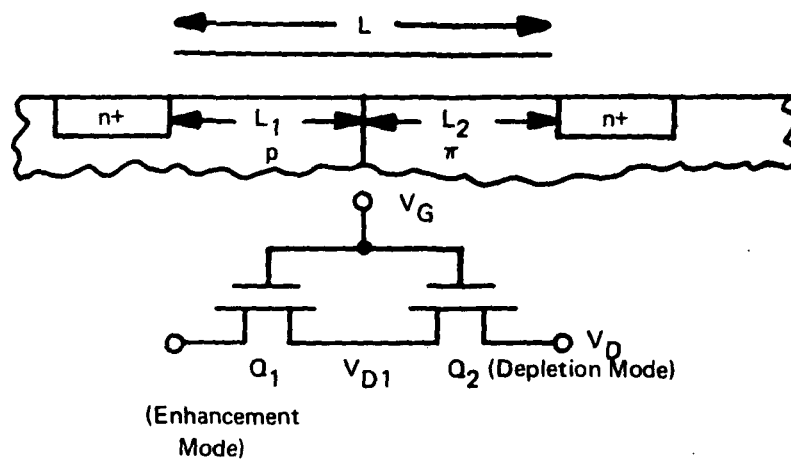 L
n+ L1 L2 n+
p π
VG
VD
Q1 VD1 Q2 (Depletion Mode)
(Enhancement
Mode)